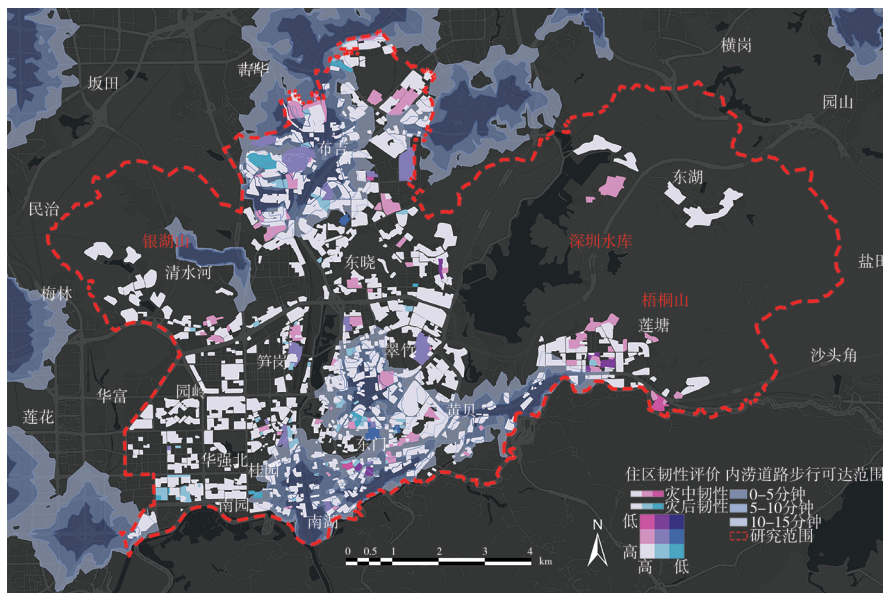 横岗
坂田
园山
布吉
东湖
民治
银湖山
深圳水库
清水河
东晓
盐田
梅林
梧桐山
莲塘
翠竹
沙头角
笋岗
园岭
华富
莲花
黄贝
东门
华强北
桂园
南园
南湖
住区韧性评价 内涝道路步行可达范围
灾中韧性 0-5分钟
灾后韧性 5-10分钟
低 10-15分钟
高 研究范围
高 低
N
0 0.5 1 2 3 4
km